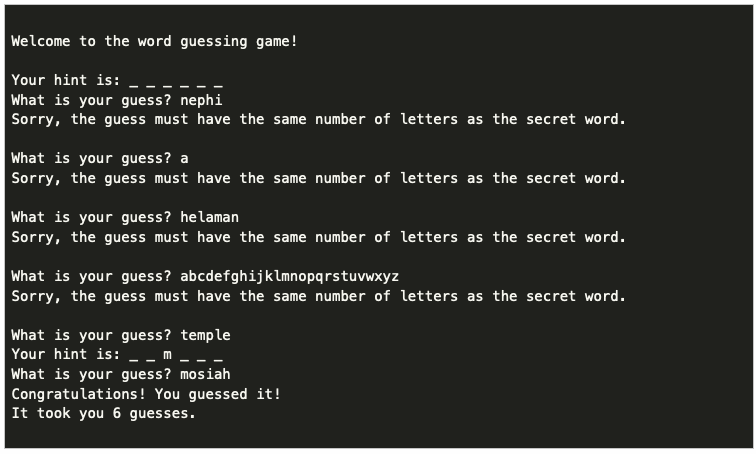 Welcome to the word guessing game!
Your hint is: _ _ _ _ _ _
What is your guess? nephi
Sorry, the guess must have the same number of letters as the secret word.
What is your guess? a
Sorry, the guess must have the same number of letters as the secret word.
What is your guess? helaman
Sorry, the guess must have the same number of letters as the secret word.
What is your guess? abcdefghijklmnopqrstuvwxyz
Sorry, the guess must have the same number of letters as the secret word.
What is your guess? temple
Your hint is: _ _ m _ _ _
What is your guess? mosiah
Congratulations! You guessed it!
It took you 6 guesses.